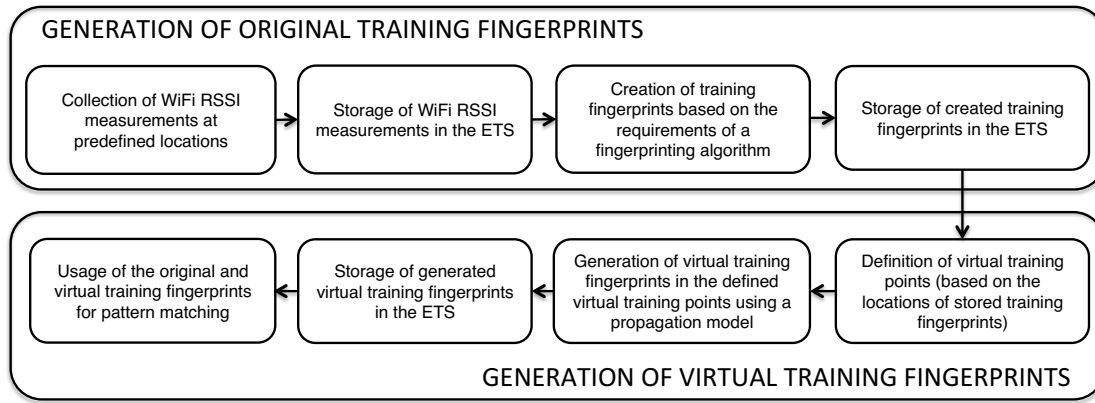 GENERATION OF ORIGINAL TRAINING FINGERPRINTS
Collection of WiFi RSSI
measurements at
predefined locations
Storage of WiFi RSSI
measurements in the ETS
Creation of training
fingerprints based on the
requirements of a
fingerprinting algorithm
Storage of created training
fingerprints in the ETS
Definition of virtual training
points (based on the
locations of stored training
fingerprints)
Generation of virtual training
fingerprints in the defined
virtual training points using a
propagation model
Storage of generated
virtual training fingerprints
in the ETS
Usage of the original and
virtual training fingerprints
for pattern matching
GENERATION OF VIRTUAL TRAINING FINGERPRINTS